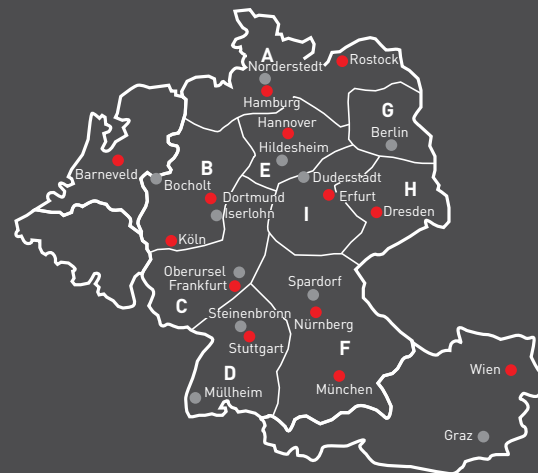 A
Norderstedt
Rostock
Hamburg
G
Hannover
Berlin
Hildesheim
B
E
Barneveld
Bocholt
Duderstadt
H
Dortmund
Erfurt
Iserlohn
I
Dresden
Köln
Oberursel
Frankfurt
Spardorf
C
Steinenbronn
Nürnberg
Stuttgart
F
D
Wien
München
Müllheim
Graz